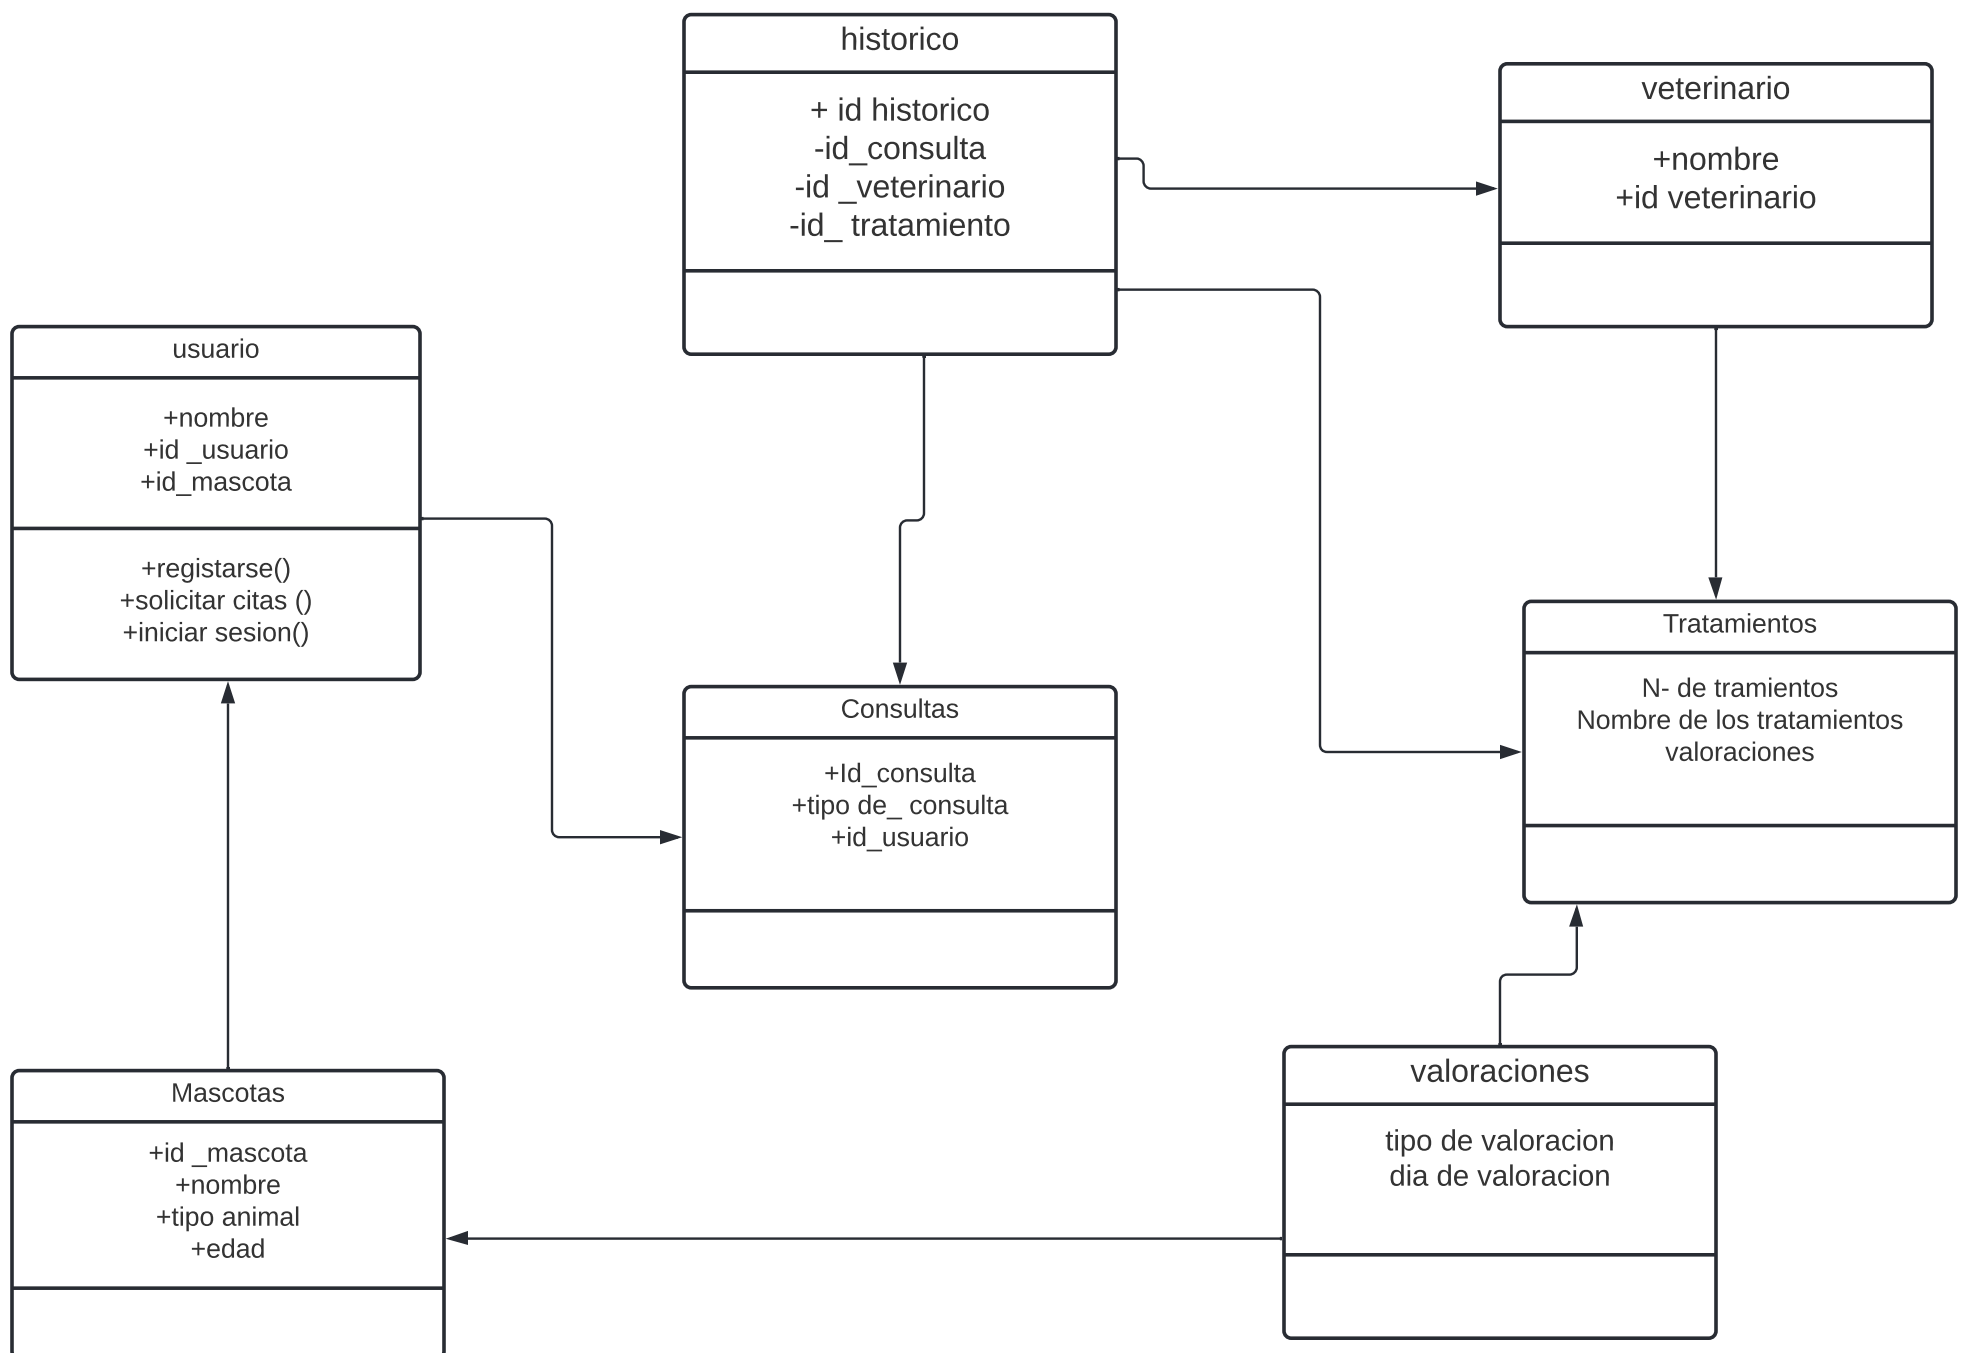 historico
+ id historico
-id_consulta
-id _veterinario
-id_ tratamiento
veterinario
+nombre
+id veterinario
usuario
+nombre
+id _usuario
+id_mascota
+registarse()
+solicitar citas ()
+iniciar sesion()
Consultas
+Id_consulta
+tipo de_ consulta
+id_usuario
Tratamientos
N- de tramientos
Nombre de los tratamientos
valoraciones
Mascotas
+id _mascota
+nombre
+tipo animal
+edad
valoraciones
tipo de valoracion
dia de valoracion